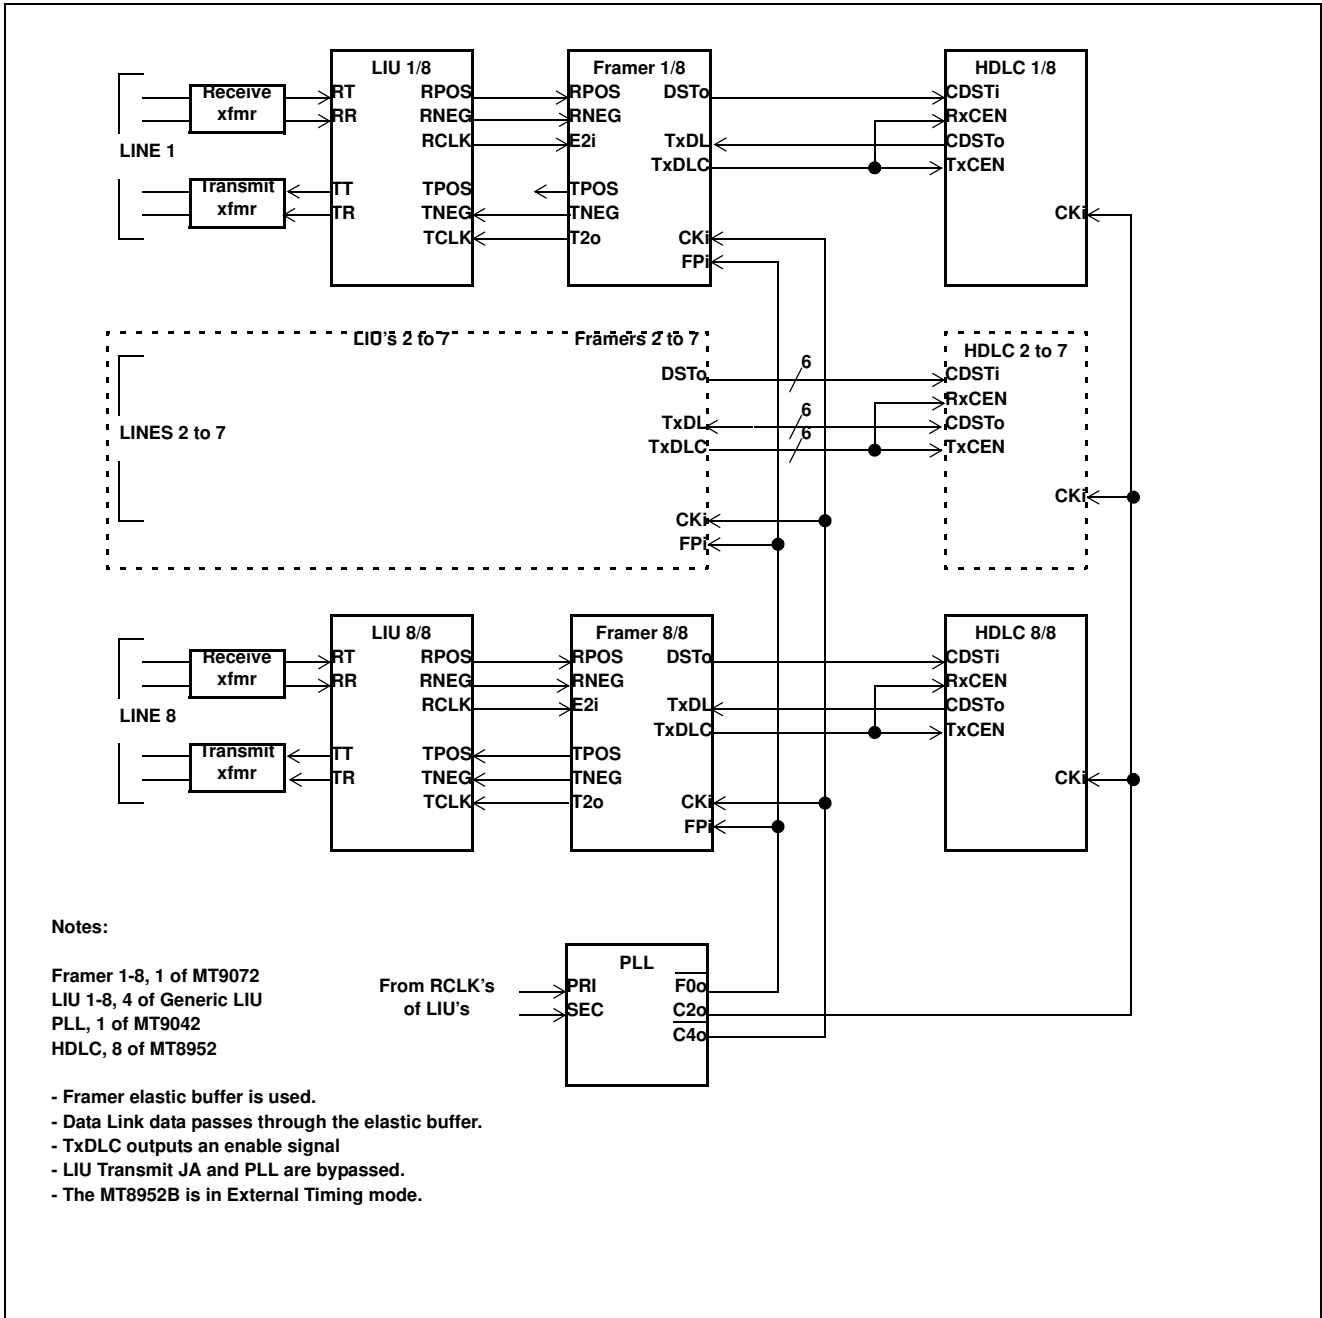 LIU 1/8 Framer 1/8 HDLC 1/8
Receive xfmr RT RPOS RPOS DSTo CDSTi
RR RNEG RNEG RxCEN
RCLK E2i TxDL CDSTo
LINE 1 TxDLC TxCEN
Transmit xfmr TT TPOS TPOS
TR TNEG TNEG CKi
TCLK T2o CKi
FPi
LIU's 2 to 7 Framers 2 to 7 HDLC 2 to 7
DSTo 6 CDSTi
RxCEN
LINES 2 to 7 TxDL 6 CDSTo
TxDLC 6 TxCEN
CKi
CKi
FPi
LIU 8/8 Framer 8/8 HDLC 8/8
Receive xfmr RT RPOS RPOS DSTo CDSTi
RR RNEG RNEG RxCEN
RCLK E2i TxDL CDSTo
LINE 8 TxDLC TxCEN
Transmit xfmr TT TPOS TPOS
TR TNEG TNEG CKi
TCLK T2o CKi
FPi
Notes:
Framer 1-8, 1 of MT9072
LIU 1-8, 4 of Generic LIU
PLL, 1 of MT9042
HDLC, 8 of MT8952
From RCLK's
of LIU's
PLL
PRI F0o
SEC C2o
C4o
- Framer elastic buffer is used.
- Data Link data passes through the elastic buffer.
- TxDLC outputs an enable signal
- LIU Transmit JA and PLL are bypassed.
- The MT8952B is in External Timing mode.